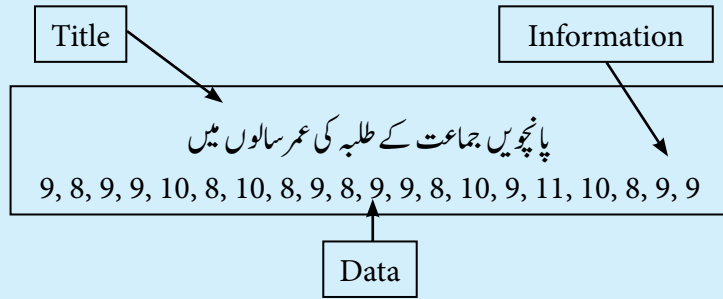 Title
Information
پانچویں جماعت کے طلبہ کی عمر سالوں میں
9, 8, 9, 9, 10, 8, 10, 8, 9, 8, 9, 9, 8, 10, 9, 11, 10, 8, 9, 9
Data